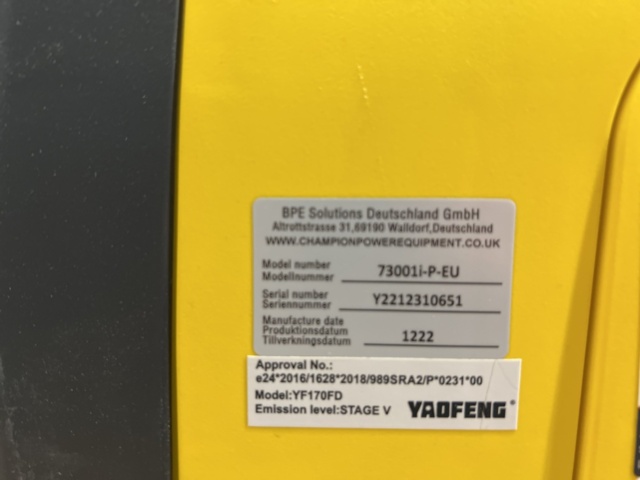 BPE Solutions Deutschland GmbH
Altrottstrasse 31,69190 Walldorf,Deutschland
WWW.CHAMPIONPOWEREQUIPMENT.CO.UK
Model number
Modellnummer 73001i-P-EU
Serial number
Seriennummer Y2212310651
Manufacture date
Produktionsdatum
Tillverkningsdatum 1222
Approval No.:
e24*2016/1628*2018/989SRA2/P*0231*00
Model:YF170FD
Emission level:STAGE V YAOFENG®